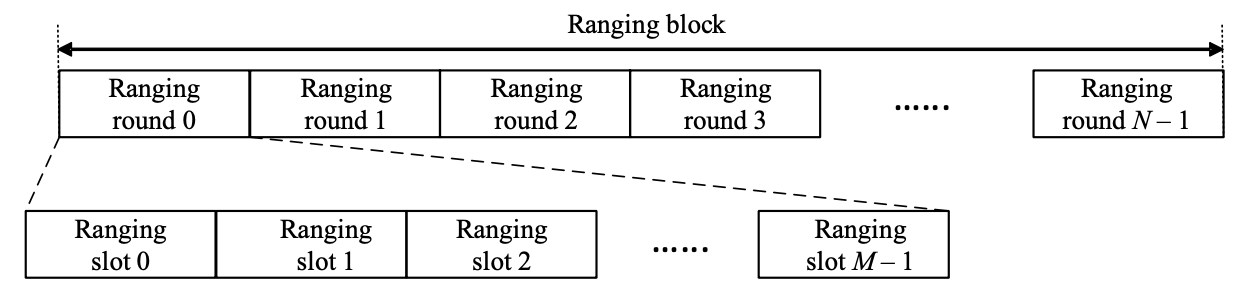 Ranging block
Ranging round 0
Ranging round 1
Ranging round 2
Ranging round 3
......
Ranging round N – 1
Ranging slot 0
Ranging slot 1
Ranging slot 2
......
Ranging slot M – 1